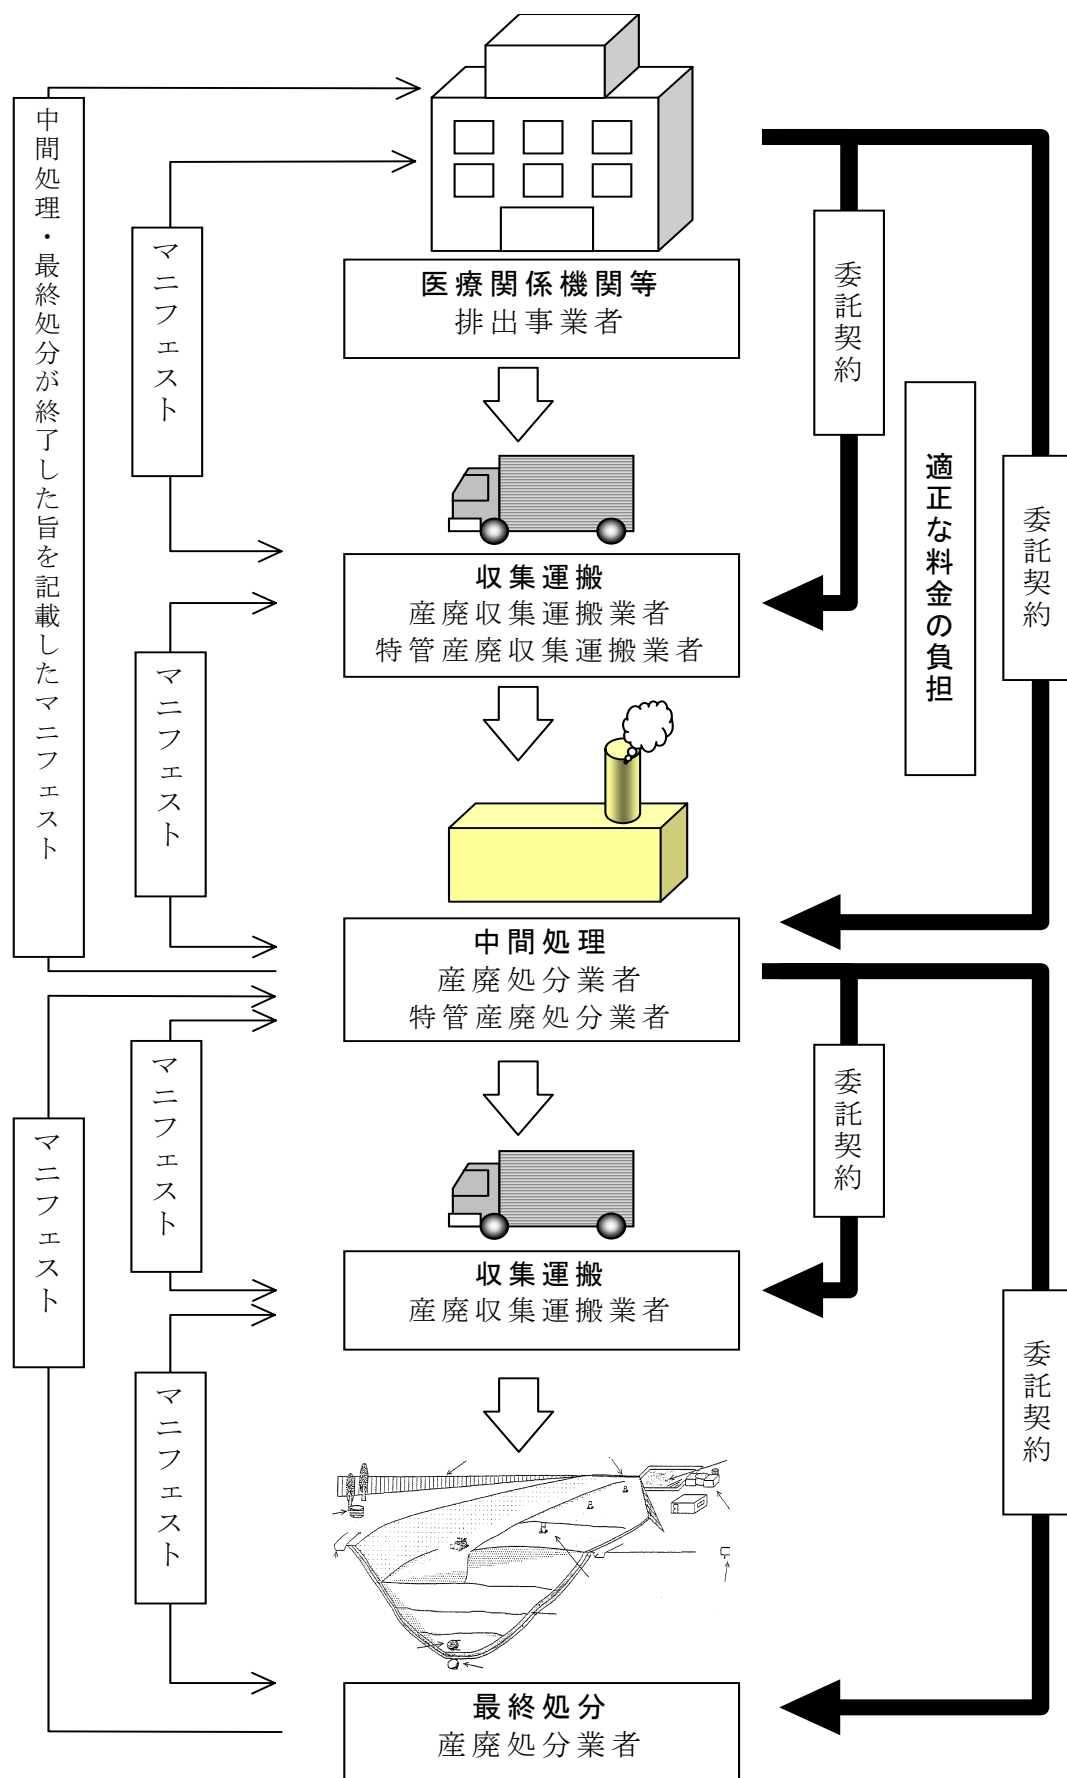 医療関係機関等
排出事業者
収集運搬
産廃収集運搬業者
特管産廃収集運搬業者
中間処理
産廃処分業者
特管産廃処分業者
収集運搬
産廃収集運搬業者
最終処分
産廃処分業者
中間処理・最終処分が終了した旨を記載したマニフェスト
マニフェスト
マニフェスト
マニフェスト
マニフェスト
マニフェスト
委託契約
適正な料金の負担
委託契約
委託契約
委託契約